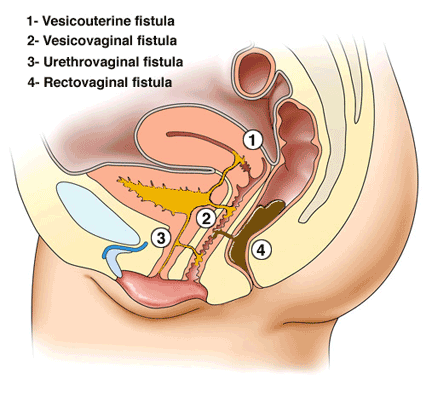 1- Vesicouterine fistula
2- Vesicovaginal fistula
3- Urethrovaginal fistula
4- Rectovaginal fistula
1
2
3
4